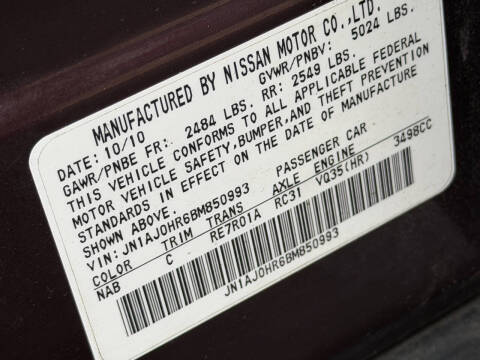 MANUFACTURED BY NISSAN MOTOR CO.,LTD.
DATE: 10/10 GVWR/PNBV: 5024 LBS.
GAWR/PNBE FR: 2484 LBS. RR: 2549 LBS.
THIS VEHICLE CONFORMS TO ALL APPLICABLE FEDERAL
MOTOR VEHICLE SAFETY,BUMPER,AND THEFT PREVENTION
STANDARDS IN EFFECT ON THE DATE OF MANUFACTURE
SHOWN ABOVE.
VIN: JN1AJ0HR6BM850993 PASSENGER CAR
COLOR TRIM TRANS AXLE ENGINE 3498CC
NAB C RE7R01A RC31 VQ35(HR)
JN1AJ0HR6BM850993